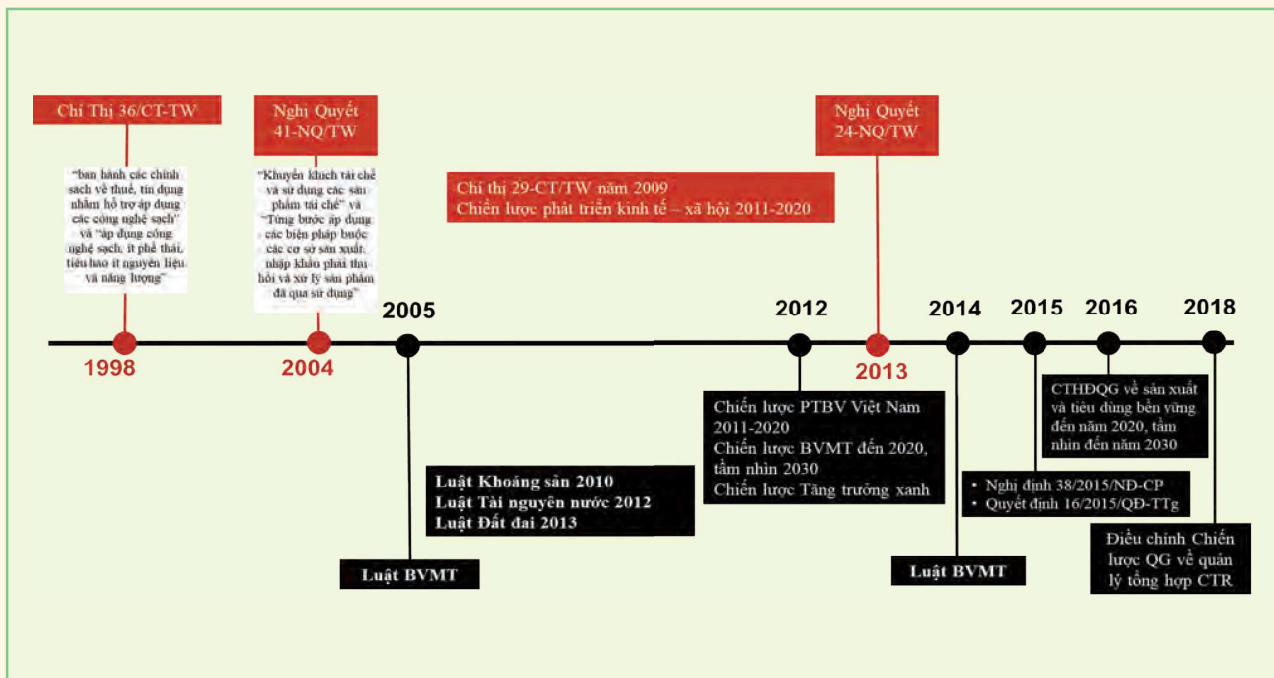 Chỉ Thị 36/CT-TW
"ban hành các chính
sách về thuế, tín dụng
nhằm hỗ trợ áp dụng
các công nghệ sạch"
và "áp dụng công
nghệ sạch, ít phế thải,
tiêu hao ít nguyên liệu
và năng lượng"
Nghị Quyết
41-NQ/TW
"Khuyến khích tái chế
và sử dụng các sản
phẩm tái chế" và
"Từng bước áp dụng
các biện pháp buộc
các cơ sở sản xuất,
nhập khẩu phải thu
hồi và xử lý sản phẩm
đã qua sử dụng"
Chỉ thị 29-CT/TW năm 2009
Chiến lược phát triển kinh tế – xã hội 2011-2020
Nghị Quyết
24-NQ/TW
1998
2004
2005
2012
2013
2014
2015
2016
2018
Luật BVMT
Luật Khoáng sản 2010
Luật Tài nguyên nước 2012
Luật Đất đai 2013
Chiến lược PTBV Việt Nam
2011-2020
Chiến lược BVMT đến 2020,
tầm nhìn 2030
Chiến lược Tăng trưởng xanh
Luật BVMT
• Nghị định 38/2015/NĐ-CP
• Quyết định 16/2015/QĐ-TTg
CTHĐQG về sản xuất
và tiêu dùng bền vững
đến năm 2020, tầm
nhìn đến năm 2030
Điều chỉnh Chiến
lược QG về quản
lý tổng hợp CTR